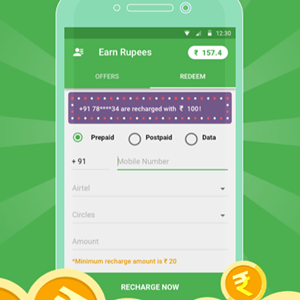 12:30
Earn Rupees
₹ 157.4
OFFERS
REDEEM
+91 78****34 are recharged with ₹ 100!
Prepaid
Postpaid
Data
+ 91
Mobile Number
Airtel
Circles
Amount
*Minimum recharge amount is ₹ 20
RECHARGE NOW
₹
₹